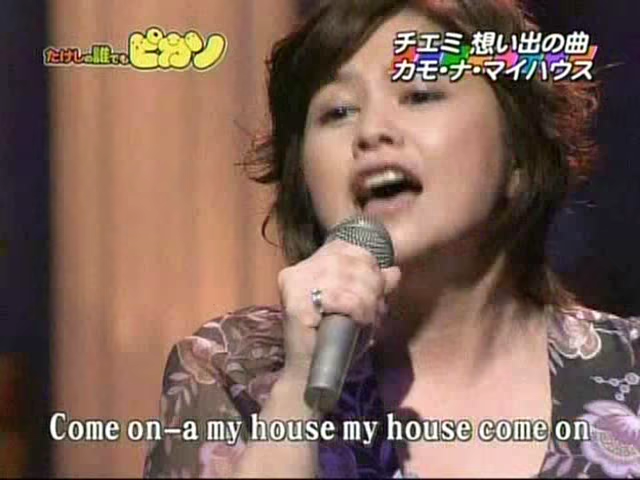 たけしの誰でもピカソ
チエミ 想い出の曲
カモ・ナ・マイハウス
Come on–a my house my house come on